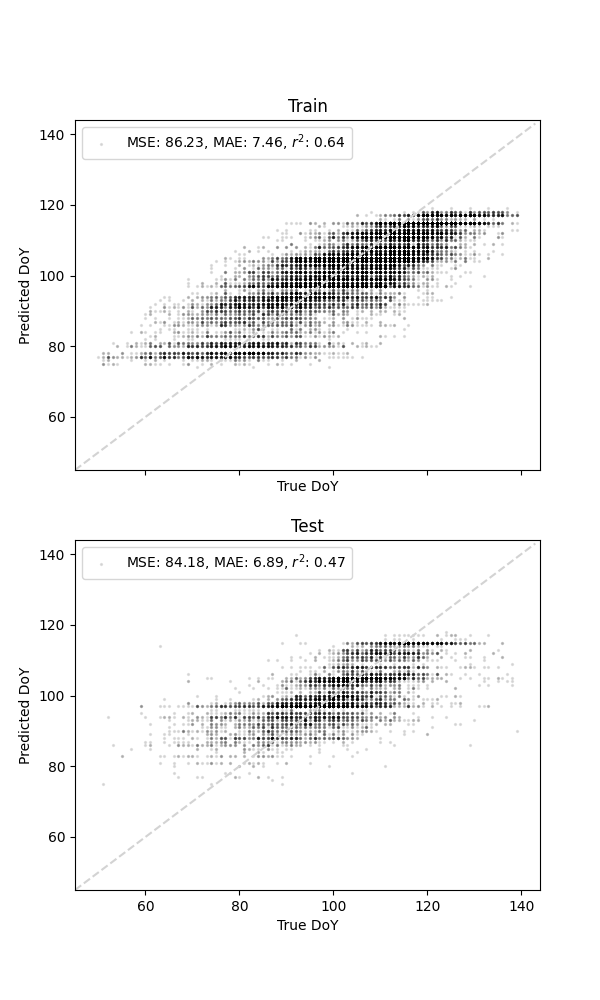 Train
MSE: 86.23, MAE: 7.46, r²: 0.64
140
120
100
80
60
Predicted DoY
True DoY
Test
MSE: 84.18, MAE: 6.89, r²: 0.47
140
120
100
80
60
Predicted DoY
60 80 100 120 140
True DoY